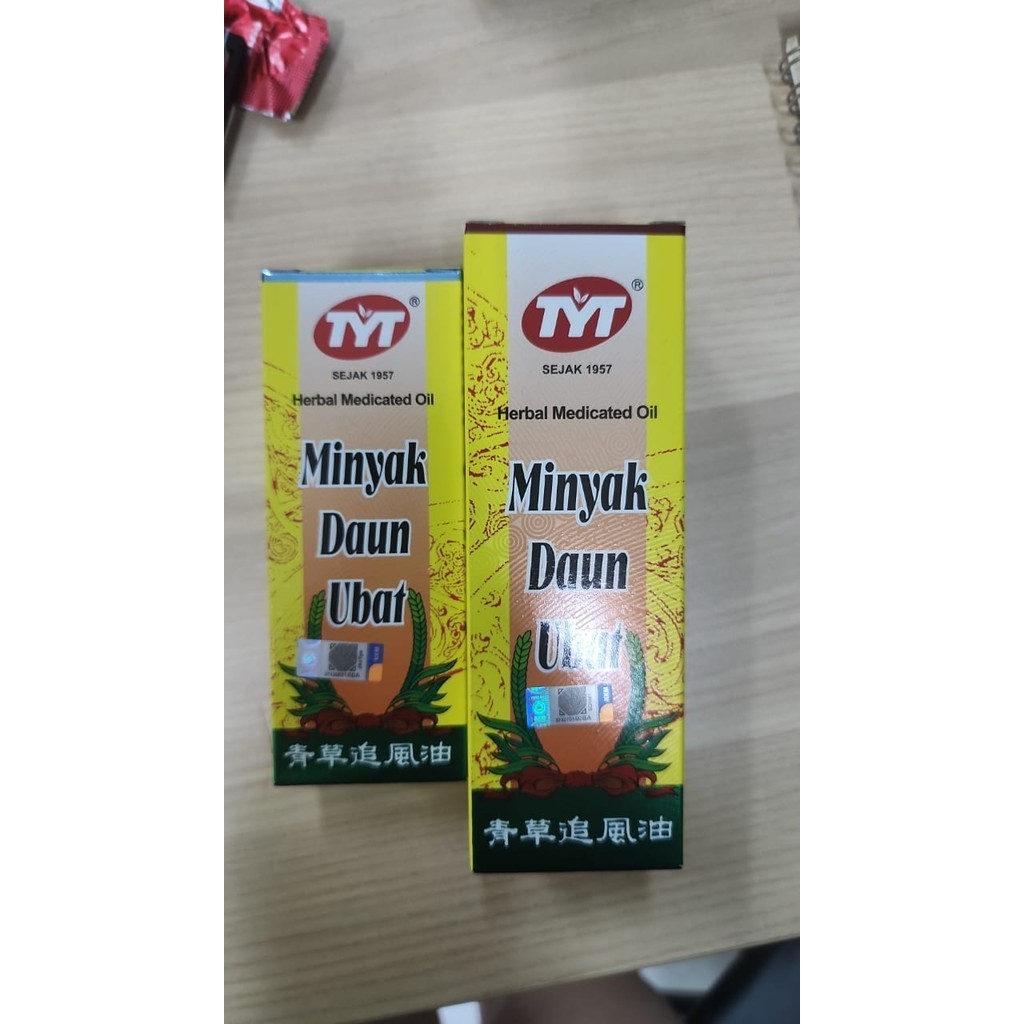 TYT®
SEJAK 1957
Herbal Medicated Oil
Minyak
Daun
Ubat
青草追風油
TYT®
SEJAK 1957
Herbal Medicated Oil
Minyak
Daun
Ubat
青草追風油